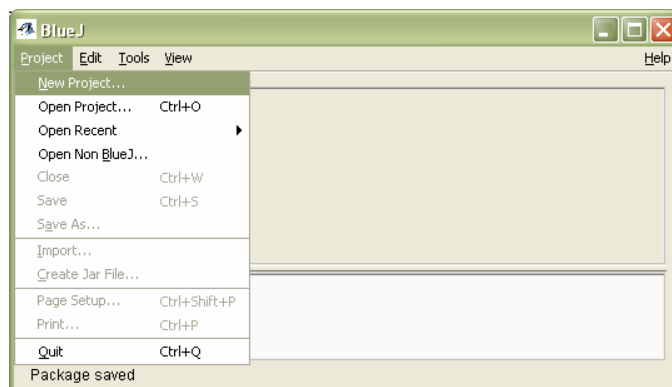 BlueJ
Project Edit Tools View Help
New Project...
Open Project... Ctrl+O
Open Recent
Open Non BlueJ...
Close Ctrl+W
Save Ctrl+S
Save As...
Import...
Create Jar File...
Page Setup... Ctrl+Shift+P
Print... Ctrl+P
Quit Ctrl+Q
Package saved